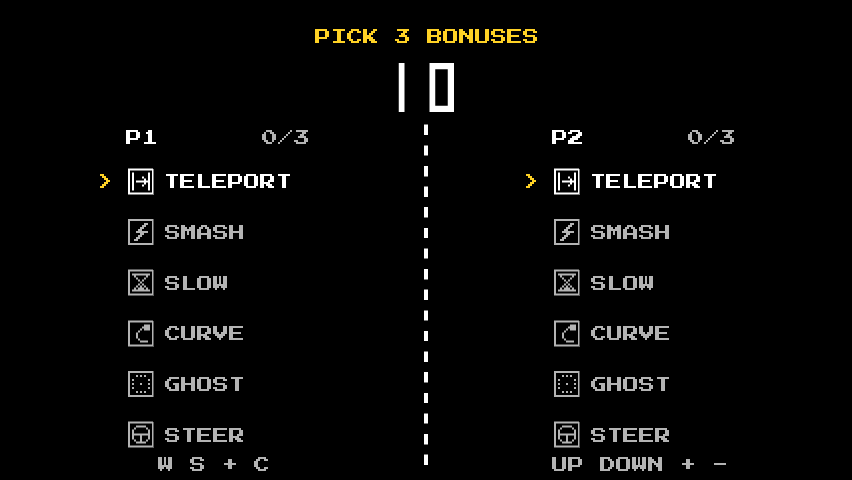 PICK 3 BONUSES
10
P1 0/3
> TELEPORT
SMASH
SLOW
CURVE
GHOST
STEER
W S + C
P2 0/3
> TELEPORT
SMASH
SLOW
CURVE
GHOST
STEER
UP DOWN + -